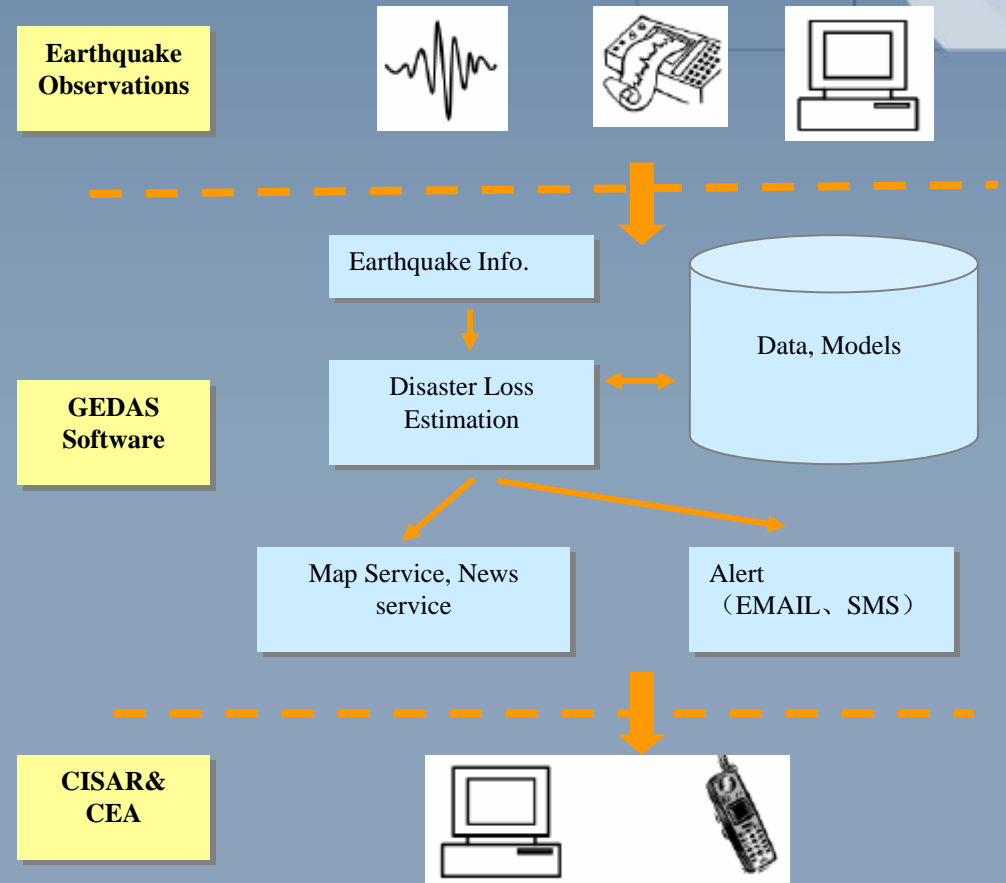 Earthquake
Observations
Earthquake Info.
Data, Models
Disaster Loss
Estimation
GEDAS
Software
Map Service, News
service
Alert
（EMAIL、SMS）
CISAR&
CEA